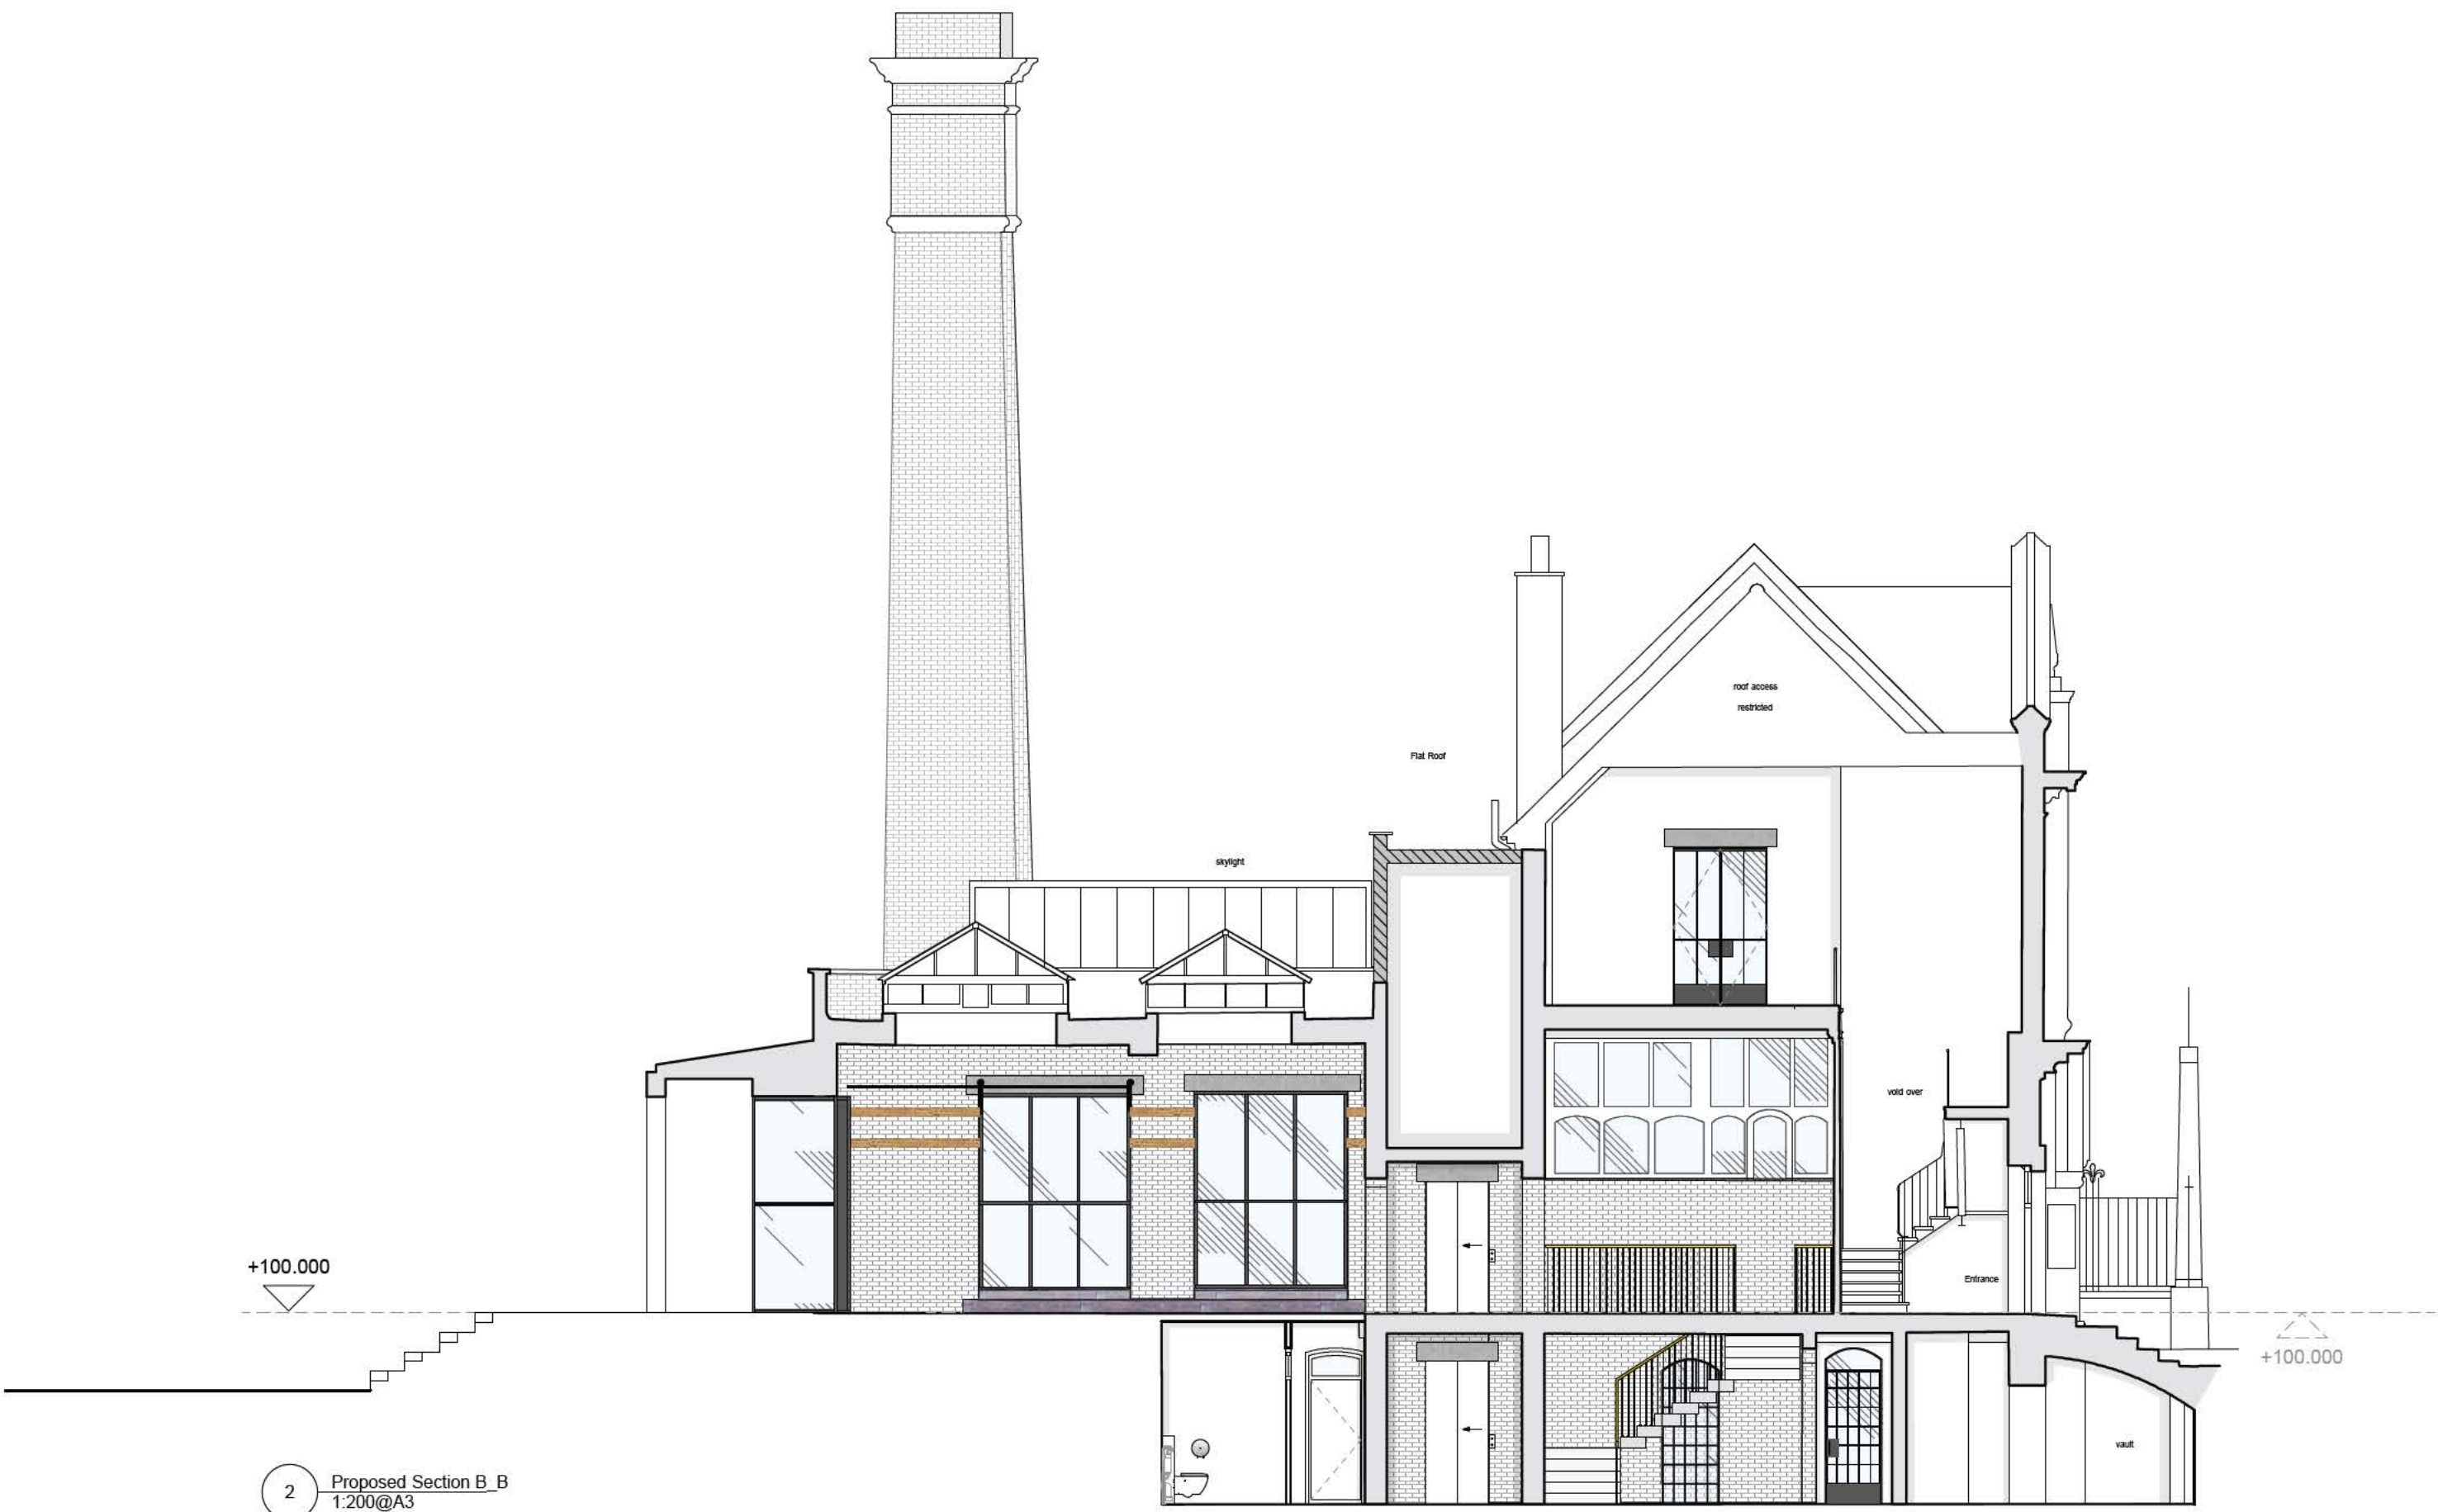 roof access
restricted
Flat Roof
skylight
void over
+100.000
Entrance
+100.000
vault
2
Proposed Section B_B
1:200@A3